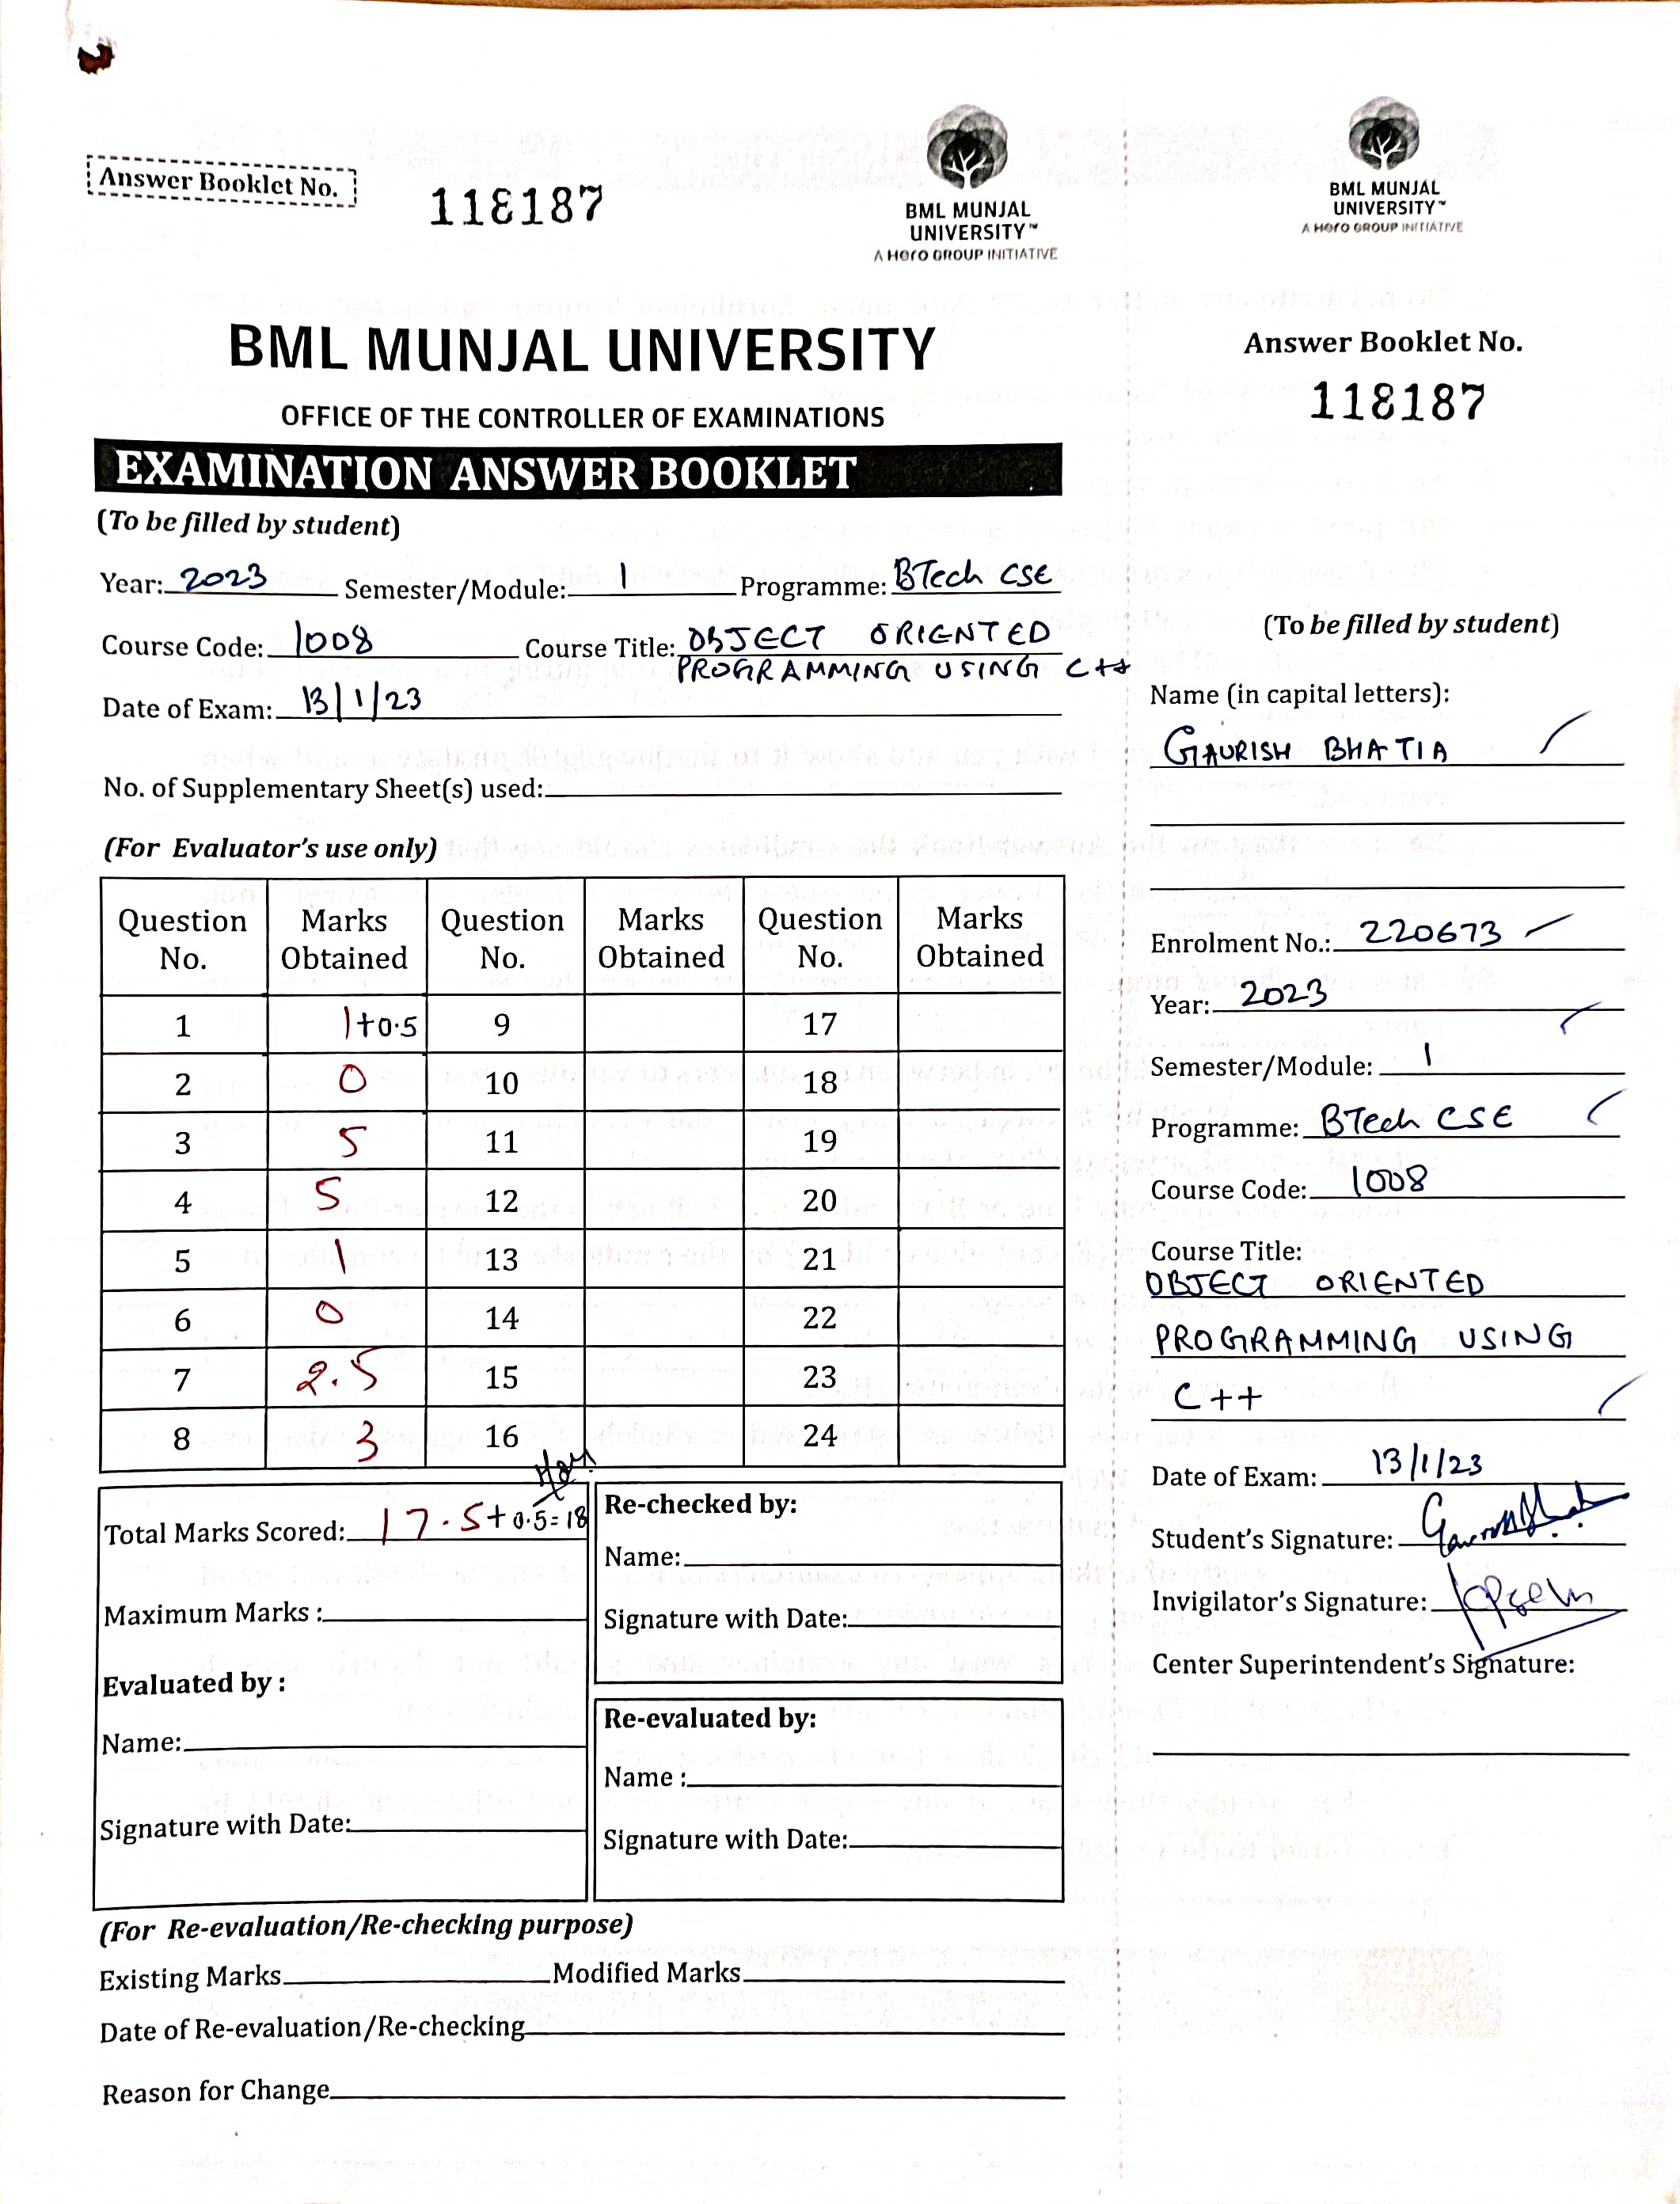 Answer Booklet No.
118187
BML MUNJAL
UNIVERSITY™
A Hero GROUP INITIATIVE
BML MUNJAL UNIVERSITY
OFFICE OF THE CONTROLLER OF EXAMINATIONS
EXAMINATION ANSWER BOOKLET
(To be filled by student)
Year: 2023 Semester/Module: 1 Programme: BTech CSE
Course Code: 1008 Course Title: OBJECT ORIENTED
PROGRAMMING USING C++
Date of Exam: 13/1/23
No. of Supplementary Sheet(s) used:
(For Evaluator's use only)
Question No. Marks Obtained Question No. Marks Obtained Question No. Marks Obtained
1 1+0.5 9 17
2 0 10 18
3 5 11 19
4 5 12 20
5 1 13 21
6 0 14 22
7 2.5 15 23
8 3 16 24
Total Marks Scored: 17.5+0.5=18
Maximum Marks :
Evaluated by :
Name:
Signature with Date:
Re-checked by:
Name:
Signature with Date:
Re-evaluated by:
Name :
Signature with Date:
(For Re-evaluation/Re-checking purpose)
Existing Marks Modified Marks
Date of Re-evaluation/Re-checking
Reason for Change
BML MUNJAL
UNIVERSITY™
A Hero GROUP INITIATIVE
Answer Booklet No.
118187
(To be filled by student)
Name (in capital letters):
GAURISH BHATIA
Enrolment No.: 220673
Year: 2023
Semester/Module: 1
Programme: BTech CSE
Course Code: 1008
Course Title:
OBJECT ORIENTED
PROGRAMMING USING
C++
Date of Exam: 13/1/23
Student's Signature:
Invigilator's Signature:
Center Superintendent's Signature: